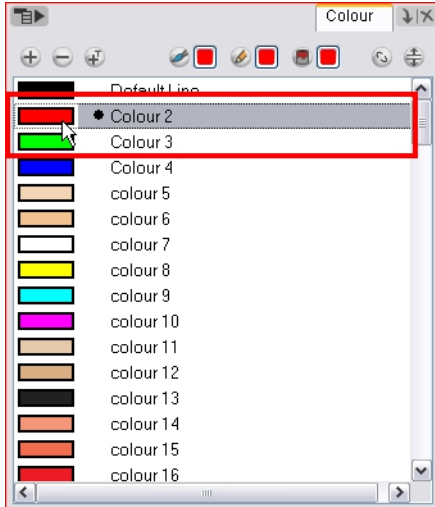 Colour
Default Line
Colour 2
Colour 3
Colour 4
colour 5
colour 6
colour 7
colour 8
colour 9
colour 10
colour 11
colour 12
colour 13
colour 14
colour 15
colour 16